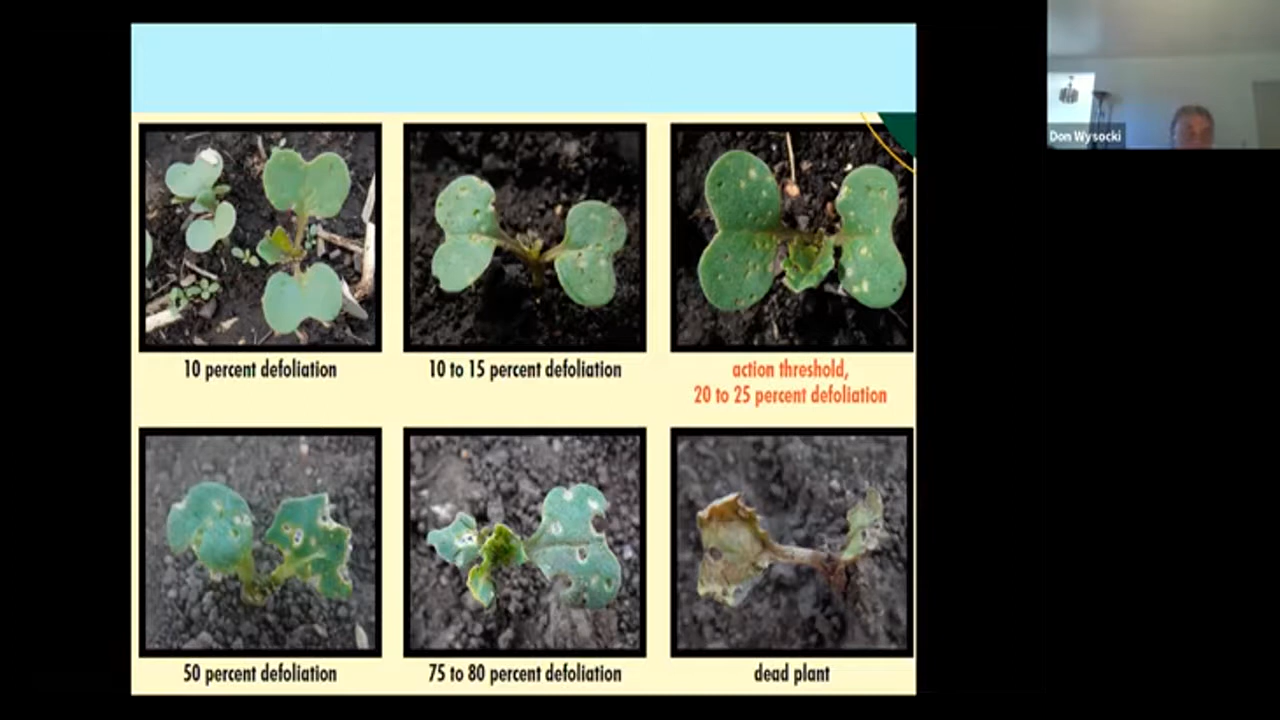 Don Wysocki
10 percent defoliation
10 to 15 percent defoliation
action threshold,
20 to 25 percent defoliation
50 percent defoliation
75 to 80 percent defoliation
dead plant